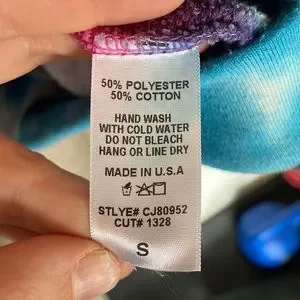 50% POLYESTER
50% COTTON
HAND WASH
WITH COLD WATER
DO NOT BLEACH
HANG OR LINE DRY
MADE IN U.S.A
STLYE# CJ80952
CUT# 1328
S